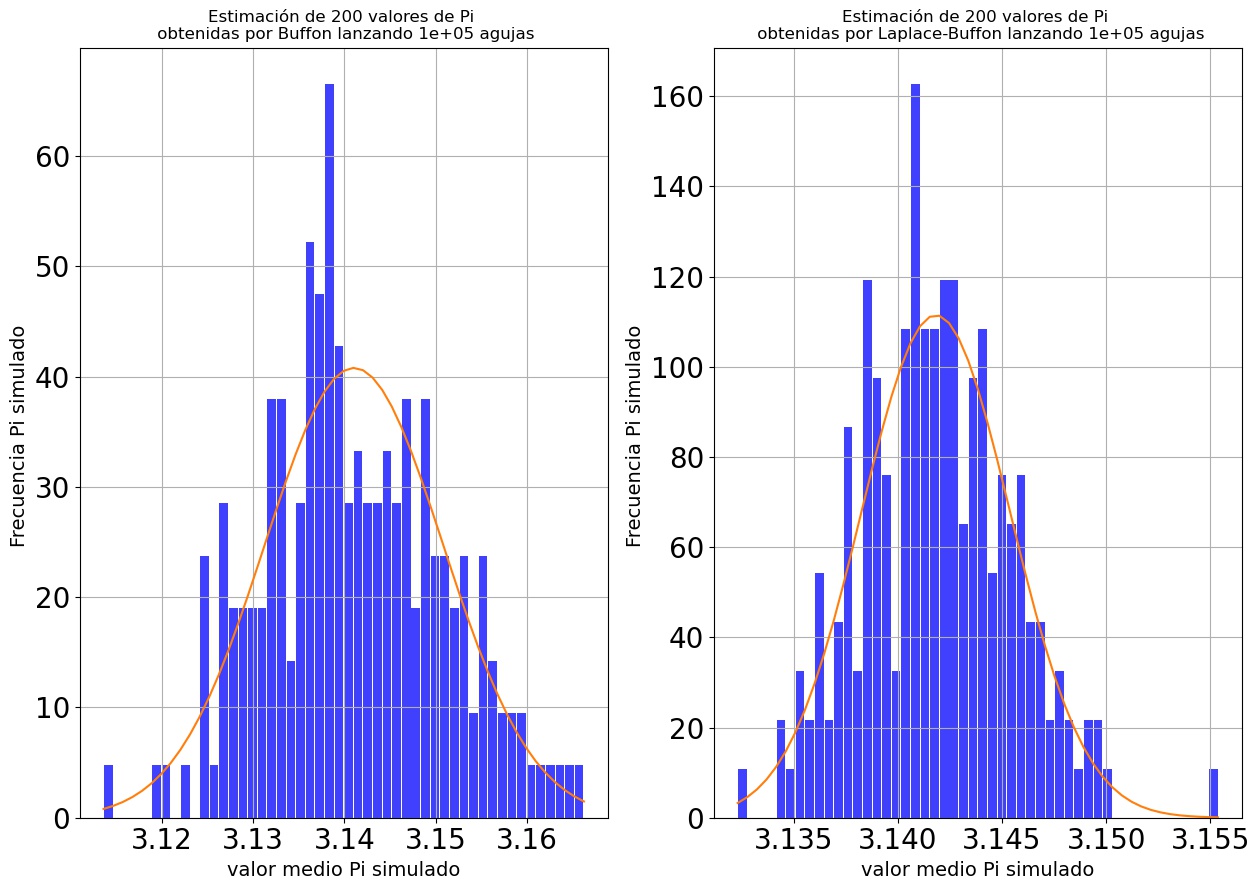 Estimación de 200 valores de Pi
obtenidas por Buffon lanzando 1e+05 agujas
Frecuencia Pi simulado
60
50
40
30
20
10
0
3.12 3.13 3.14 3.15 3.16
valor medio Pi simulado
Estimación de 200 valores de Pi
obtenidas por Laplace-Buffon lanzando 1e+05 agujas
Frecuencia Pi simulado
160
140
120
100
80
60
40
20
0
3.135 3.140 3.145 3.150 3.155
valor medio Pi simulado